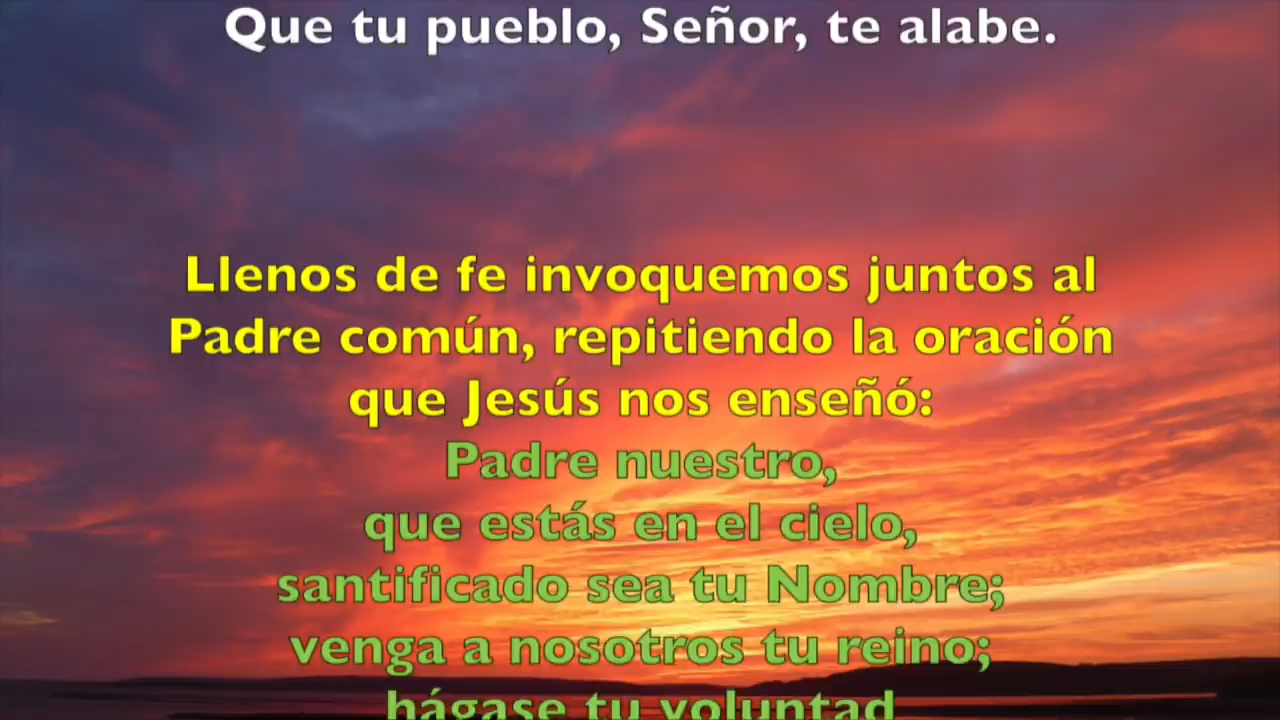 Que tu pueblo, Señor, te alabe.
Llenos de fe invoquemos juntos al
Padre común, repitiendo la oración
que Jesús nos enseñó:
Padre nuestro,
que estás en el cielo,
santificado sea tu Nombre;
venga a nosotros tu reino;
hágase tu voluntad